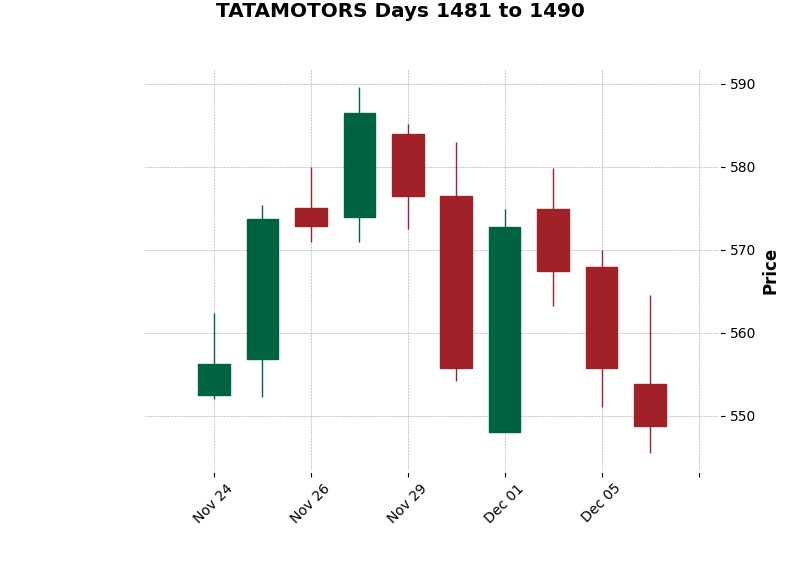 TATAMOTORS Days 1481 to 1490
590
580
570
560
550
Price
Nov 24
Nov 26
Nov 29
Dec 01
Dec 05